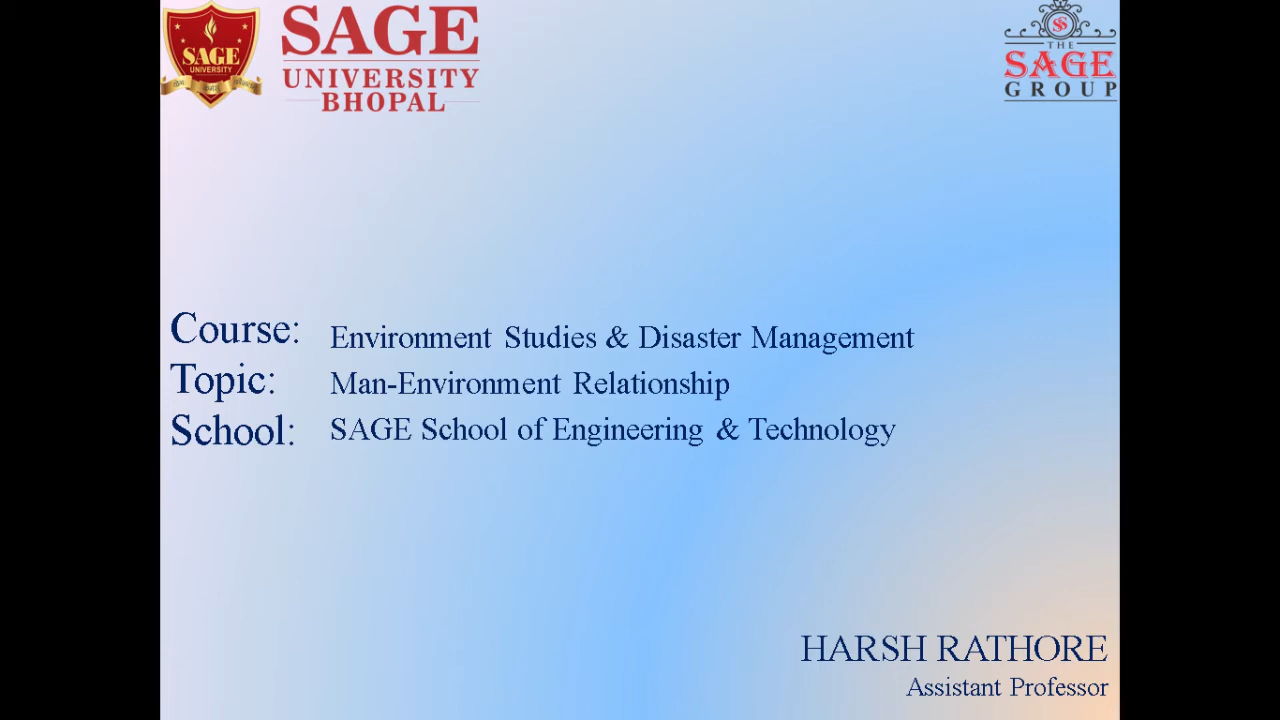 SAGE
UNIVERSITY
SAGE
UNIVERSITY
BHOPAL
SS
THE
SAGE
GROUP
Course: Environment Studies & Disaster Management
Topic: Man-Environment Relationship
School: SAGE School of Engineering & Technology
HARSH RATHORE
Assistant Professor